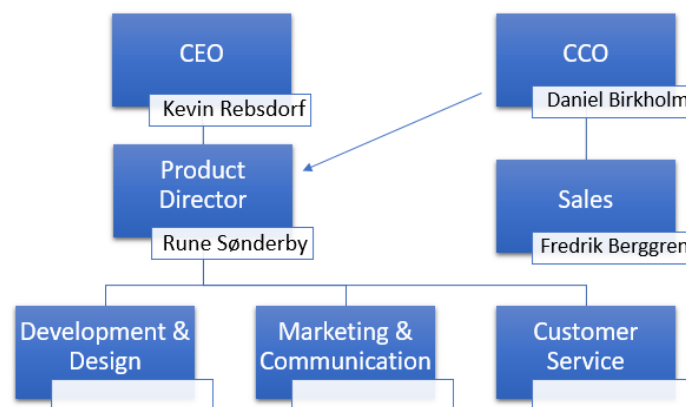 CEO
Kevin Rebsdorf
CCO
Daniel Birkholm
Product
Director
Rune Sønderby
Sales
Fredrik Berggren
Development &
Design
Marketing &
Communication
Customer
Service